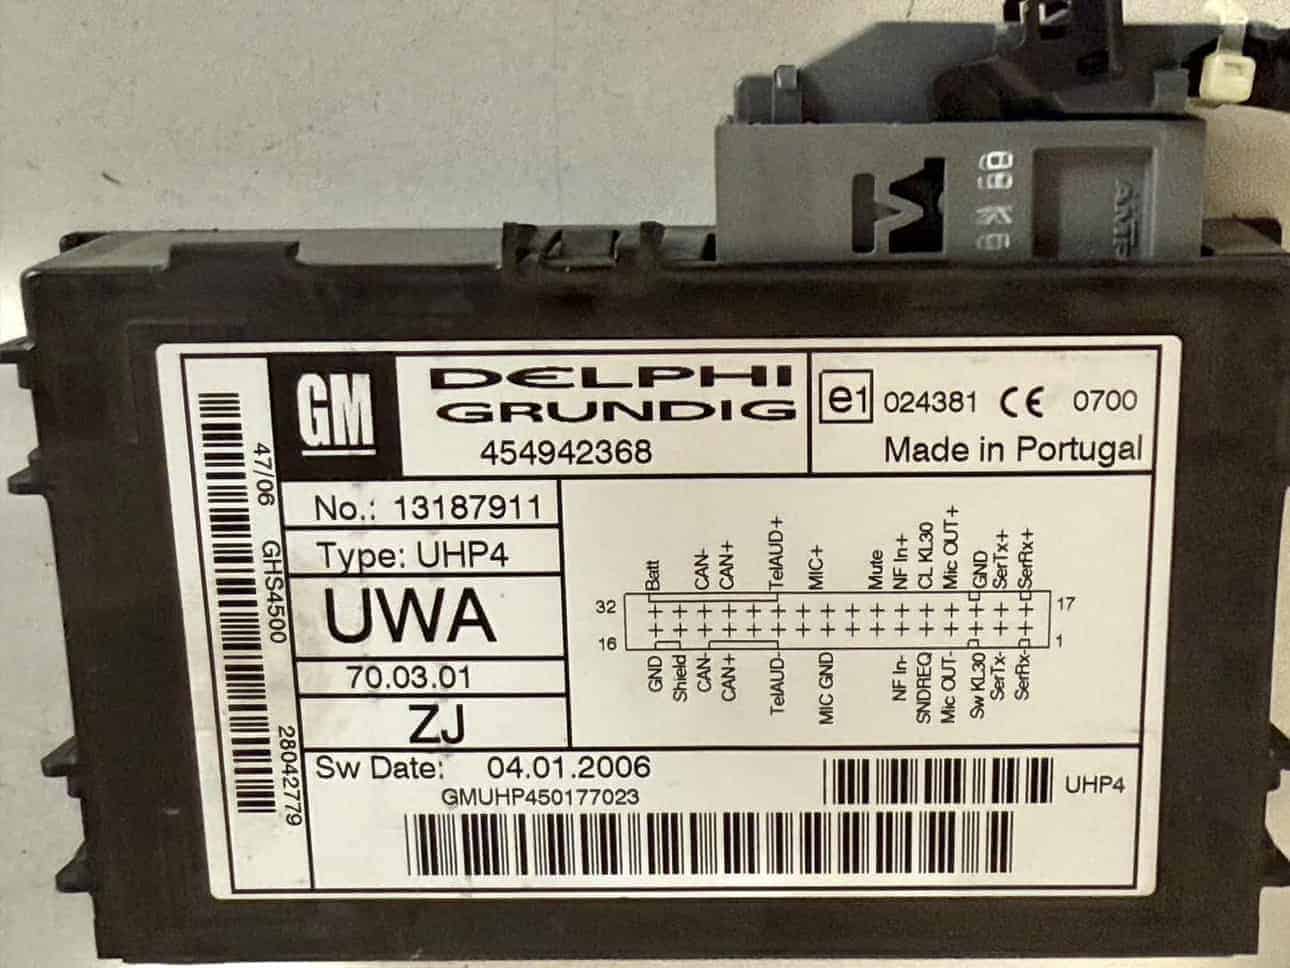 09 K6
AMP
GM
DELPHI
GRUNDIG
454942368
e1 024381 CE 0700
Made in Portugal
47/06 GHS4500 28042779
No.: 13187911
Type: UHP4
UWA
70.03.01
ZJ
Batt CAN- CAN+ TelAUD+ MIC+ Mute NF In+ CL KL30 Mic OUT+ GND SerTx+ SerRx+
32 17
16 1
GND Shield CAN- CAN+ TelAUD- MIC GND NF In- SNDREQ Mic OUT- Sw KL30 SerTx- SerRx-
Sw Date: 04.01.2006
GMUHP450177023
UHP4